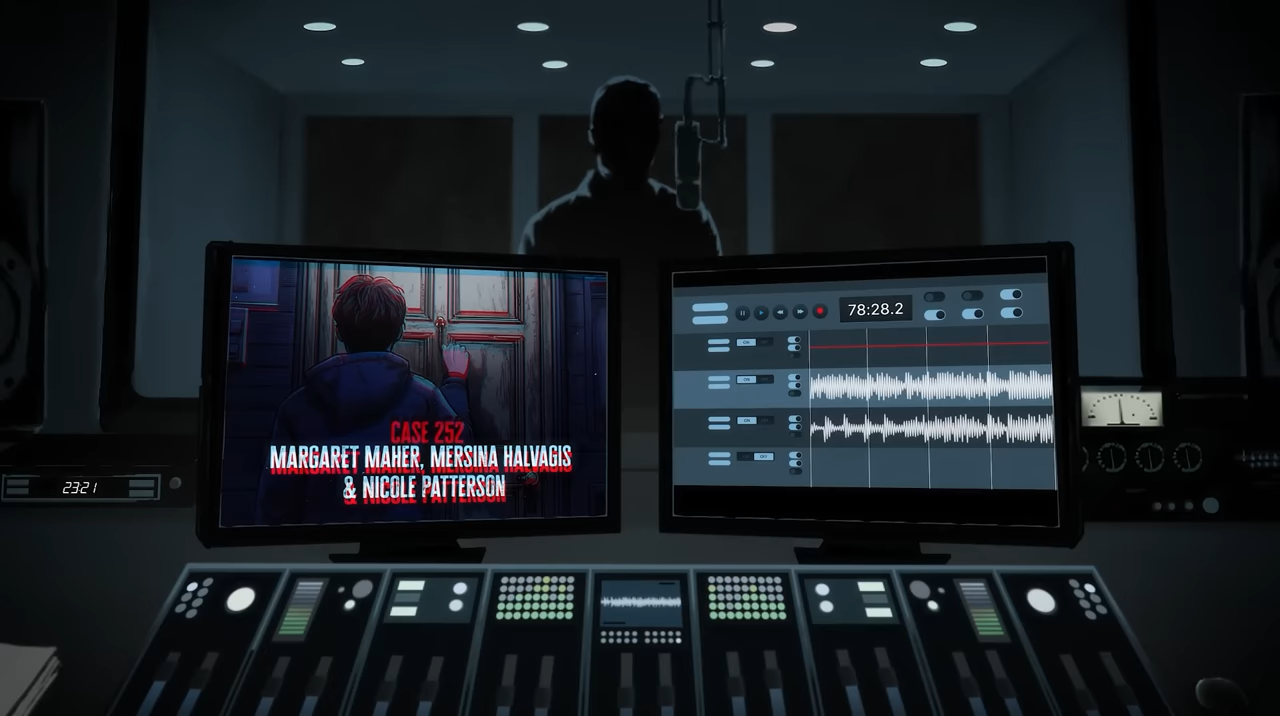 CASE 252
MARGARET MAHER, MERSINA HALVAGIS
& NICOLE PATTERSON
78:28.2
ON
ON
ON
OFF
23:21